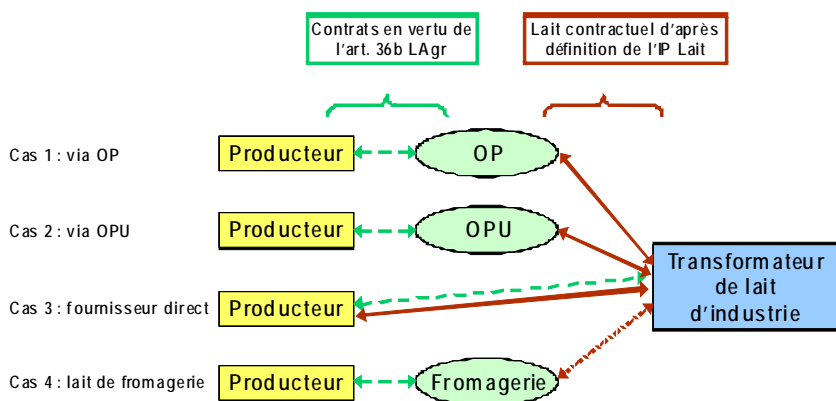 Contrats en vertu de
l'art. 36b LAgr
Lait contractuel d'après
définition de l'IP Lait
Cas 1 : via OP
Producteur
OP
Cas 2 : via OPU
Producteur
OPU
Transformateur
de lait
d'industrie
Cas 3 : fournisseur direct
Producteur
Cas 4 : lait de fromagerie
Producteur
Fromagerie